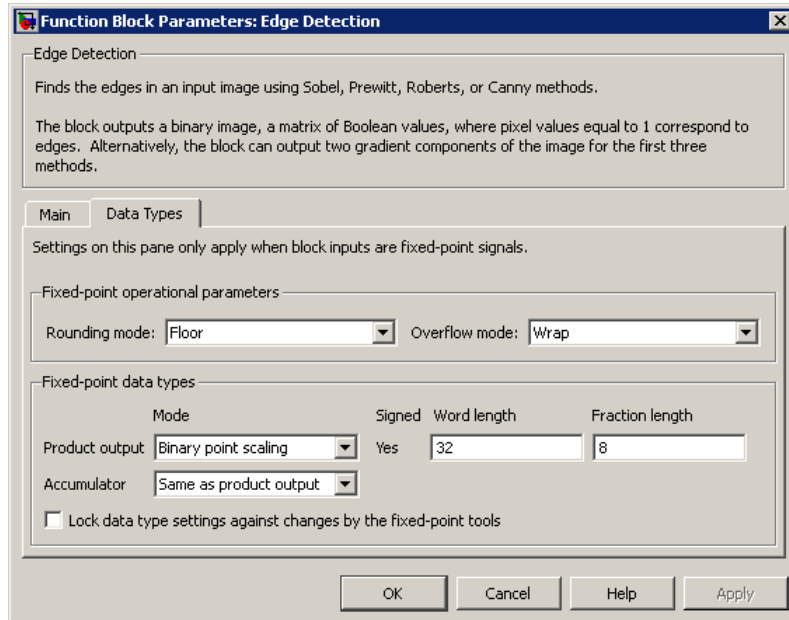 Function Block Parameters: Edge Detection
Edge Detection
Finds the edges in an input image using Sobel, Prewitt, Roberts, or Canny methods.
The block outputs a binary image, a matrix of Boolean values, where pixel values equal to 1 correspond to
edges.  Alternatively, the block can output two gradient components of the image for the first three
methods.
Main Data Types
Settings on this pane only apply when block inputs are fixed-point signals.
Fixed-point operational parameters
Rounding mode: Floor Overflow mode: Wrap
Fixed-point data types
Mode Signed Word length Fraction length
Product output Binary point scaling Yes 32 8
Accumulator Same as product output
Lock data type settings against changes by the fixed-point tools
OK Cancel Help Apply